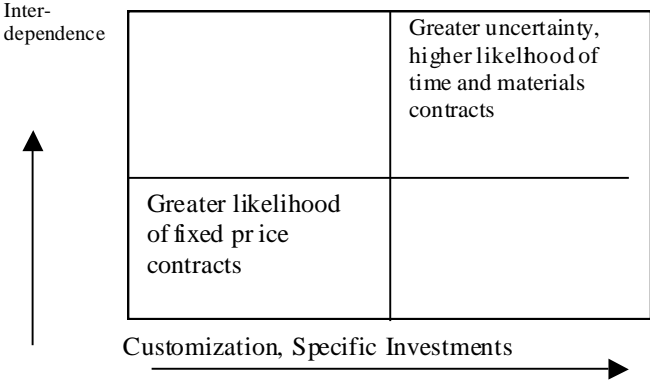 Inter-
dependence
Greater uncertainty,
higher likelihood of
time and materials
contracts
Greater likelihood
of fixed price
contracts
Customization, Specific Investments